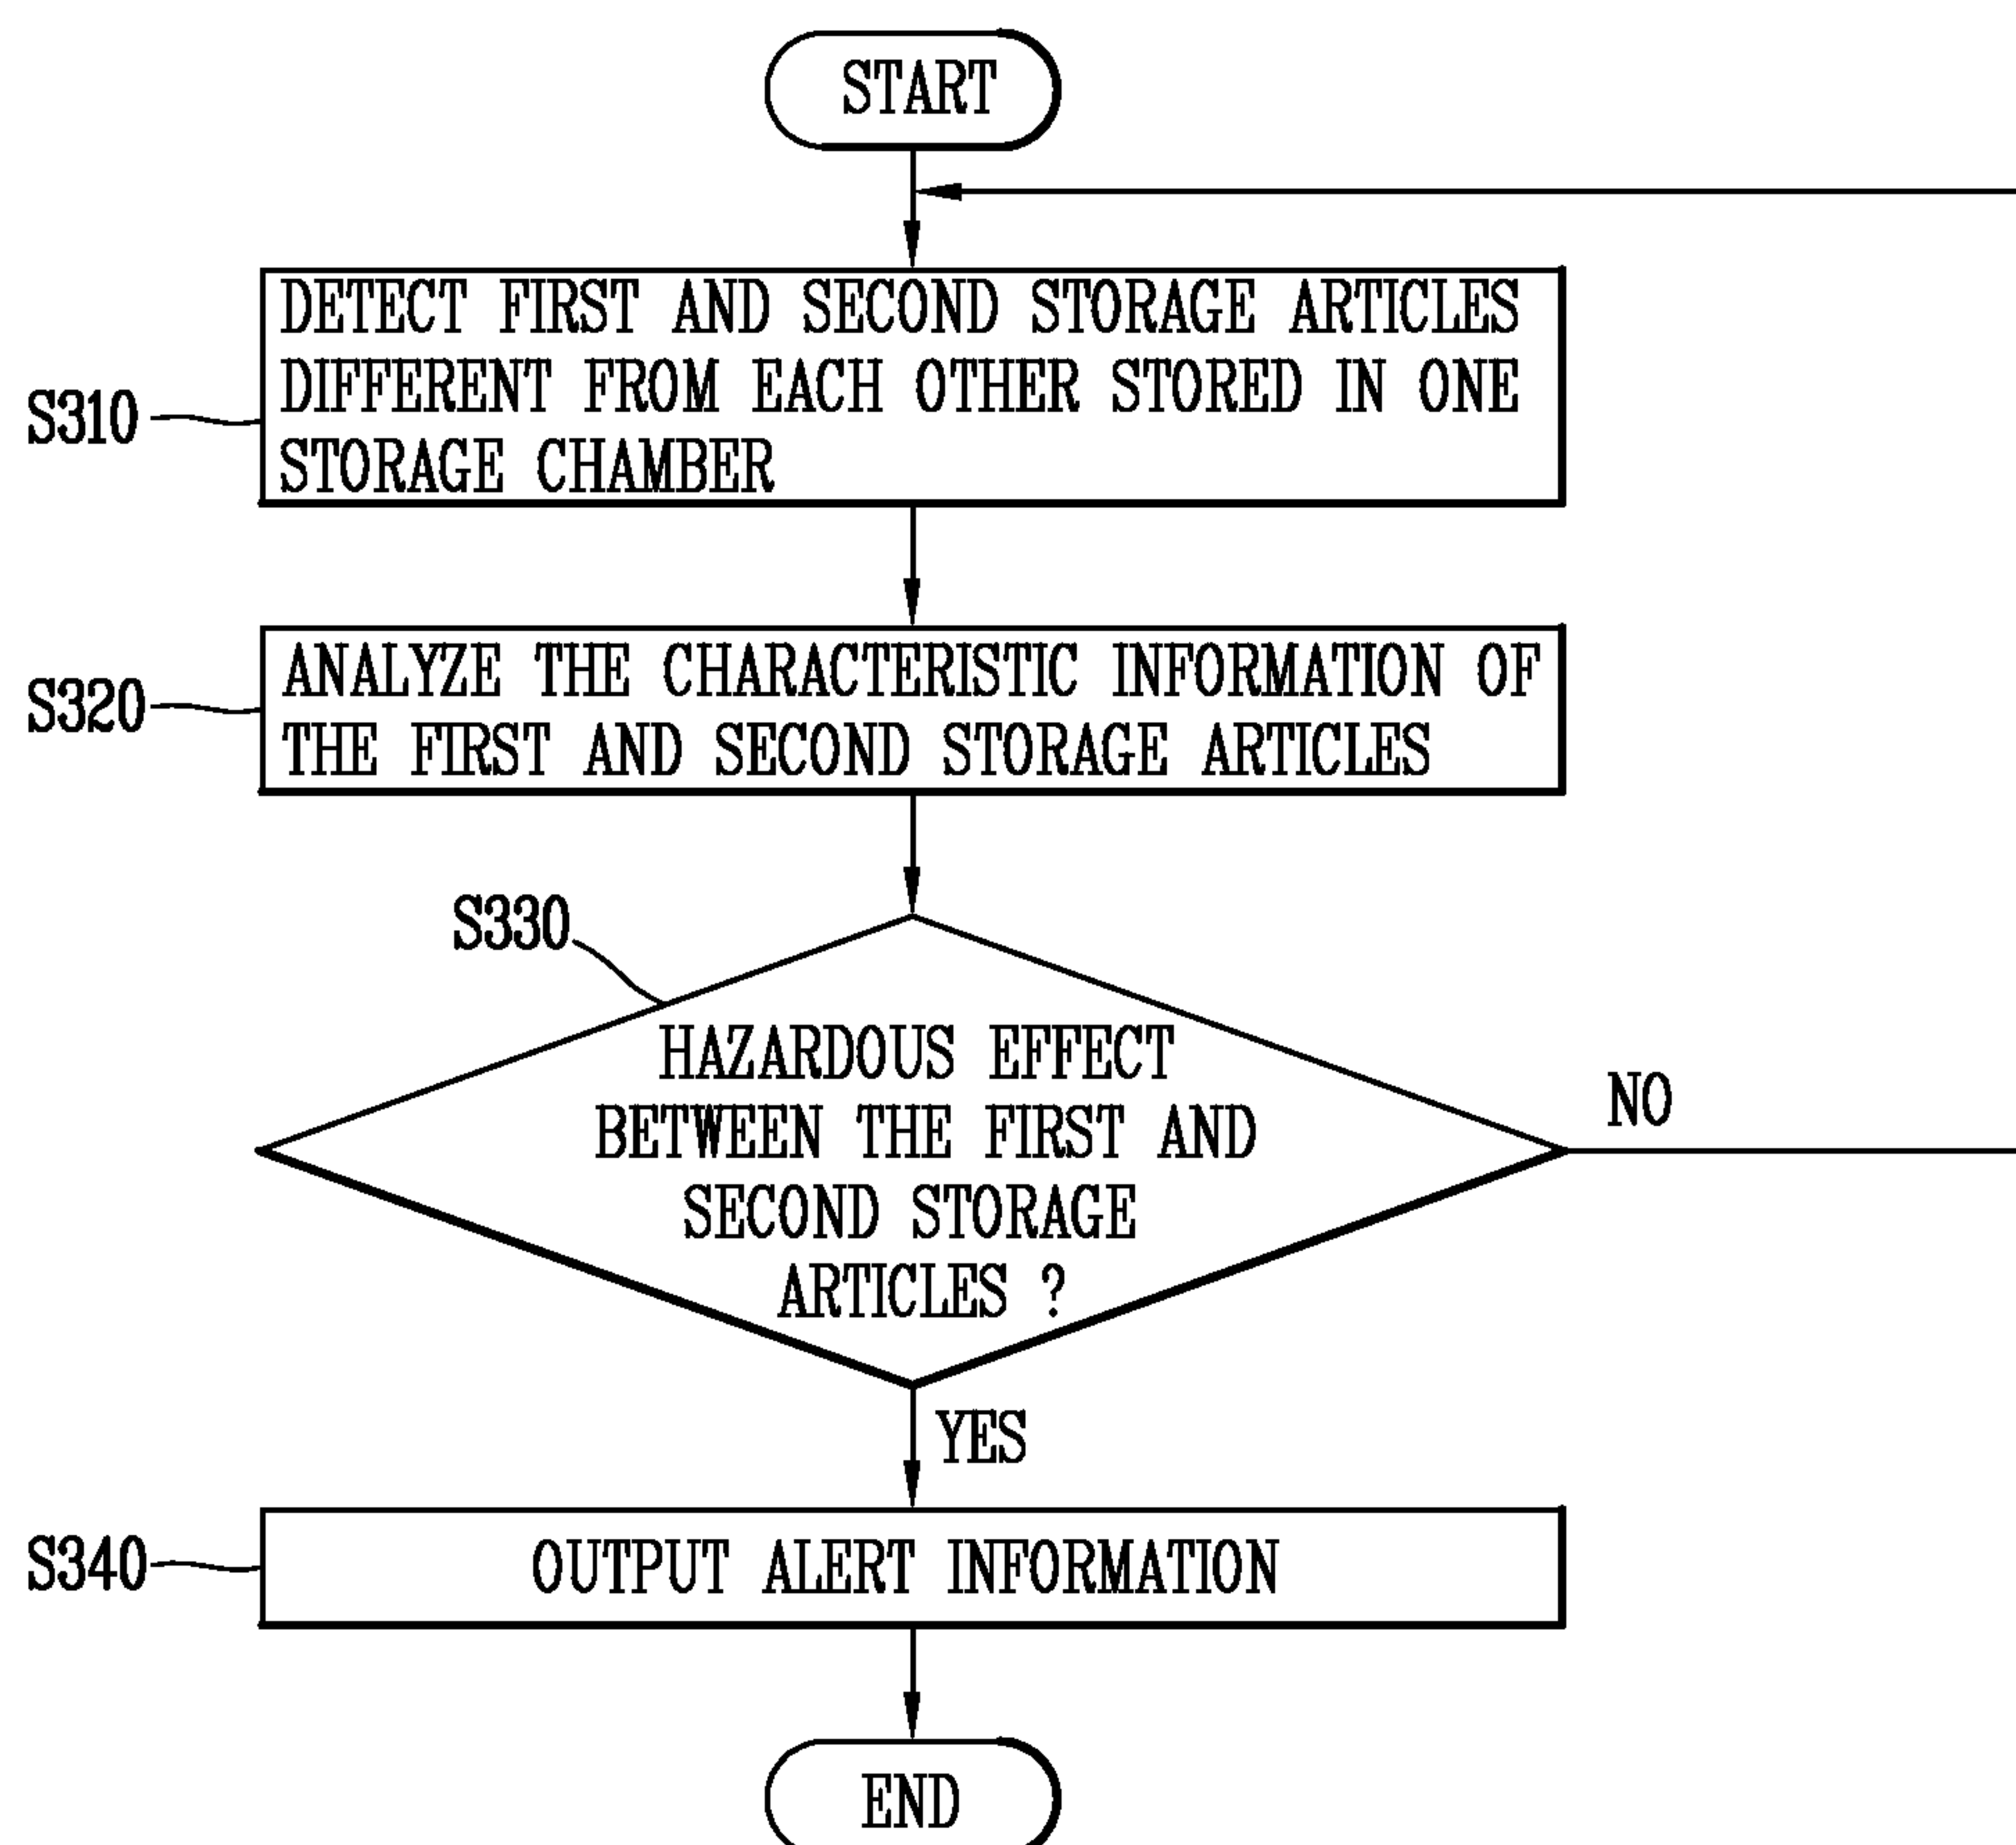 START
DETECT FIRST AND SECOND STORAGE ARTICLES
DIFFERENT FROM EACH OTHER STORED IN ONE
STORAGE CHAMBER
S310
ANALYZE THE CHARACTERISTIC INFORMATION OF
THE FIRST AND SECOND STORAGE ARTICLES
S320
S330
HAZARDOUS EFFECT
BETWEEN THE FIRST AND
SECOND STORAGE
ARTICLES ?
NO
YES
S340
OUTPUT ALERT INFORMATION
END